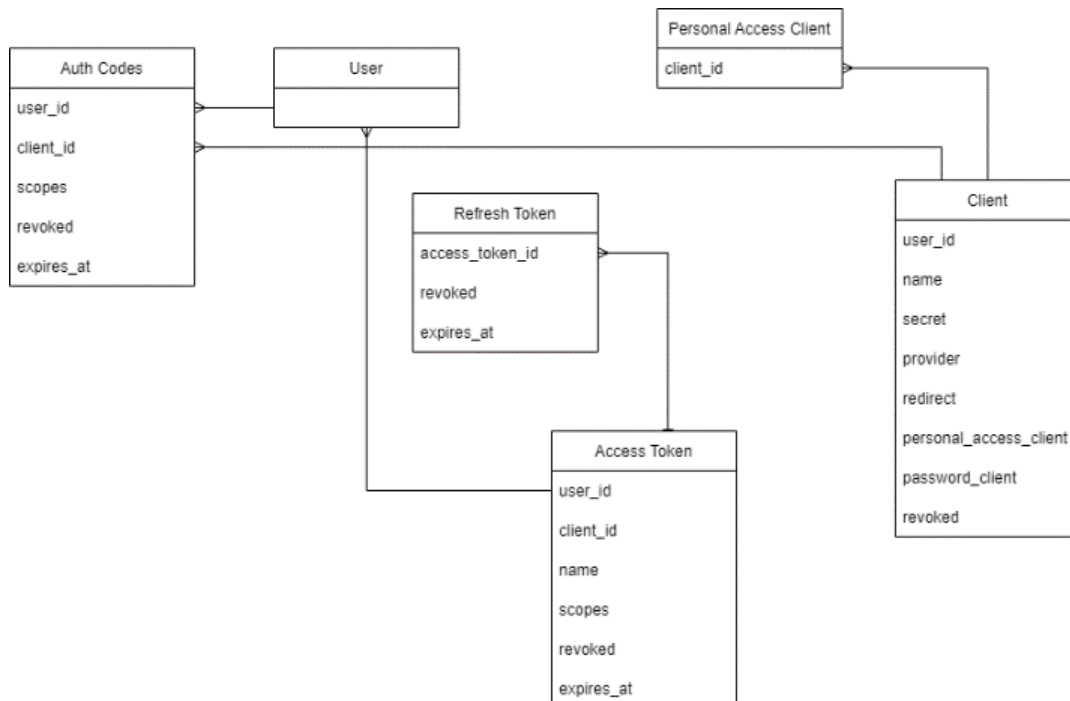 Auth Codes
user_id
client_id
scopes
revoked
expires_at
User
Personal Access Client
client_id
Refresh Token
access_token_id
revoked
expires_at
Client
user_id
name
secret
provider
redirect
personal_access_client
password_client
revoked
Access Token
user_id
client_id
name
scopes
revoked
expires_at